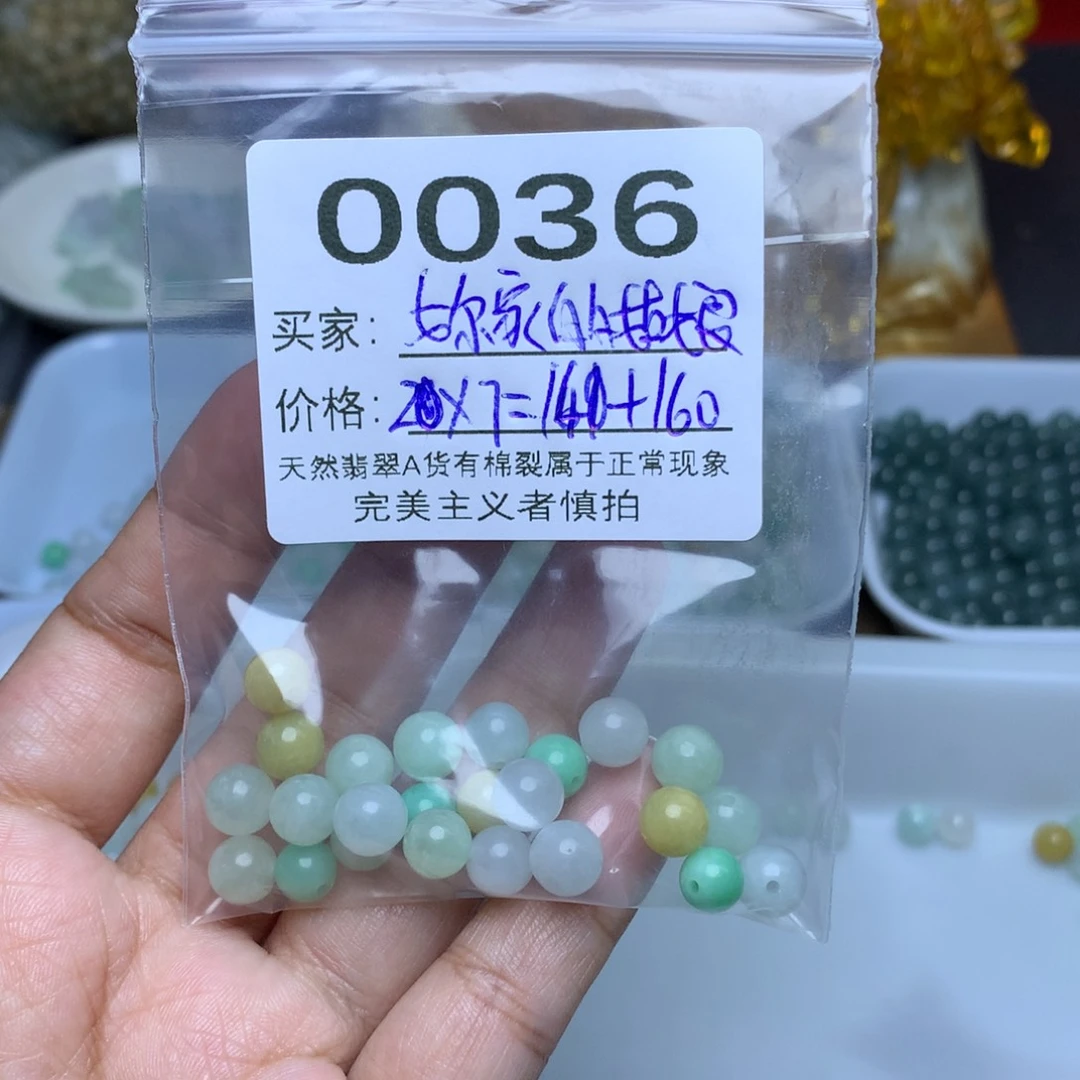 0036
买家:
价格: 20×7=140+160
天然翡翠A货有棉裂属于正常现象
完美主义者慎拍